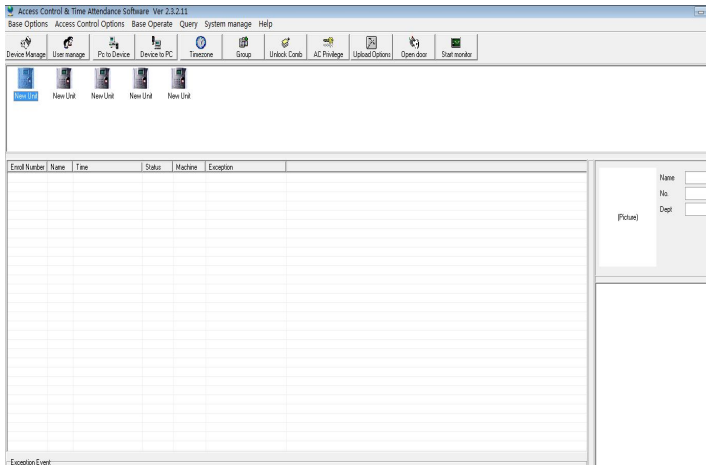 Access Control & Time Attendance Software Ver 2.3.2.11
Base Options Access Control Options Base Operate Query System manage Help
Device Manage User manage Pc to Device Device to PC Timezone Group Unlock Comb AC Privilege Upload Options Open door Start monitor
New Unit New Unit New Unit New Unit New Unit
Enroll Number Name Time Status Machine Exception
Name
No.
Dept
(Picture)
Exception Event